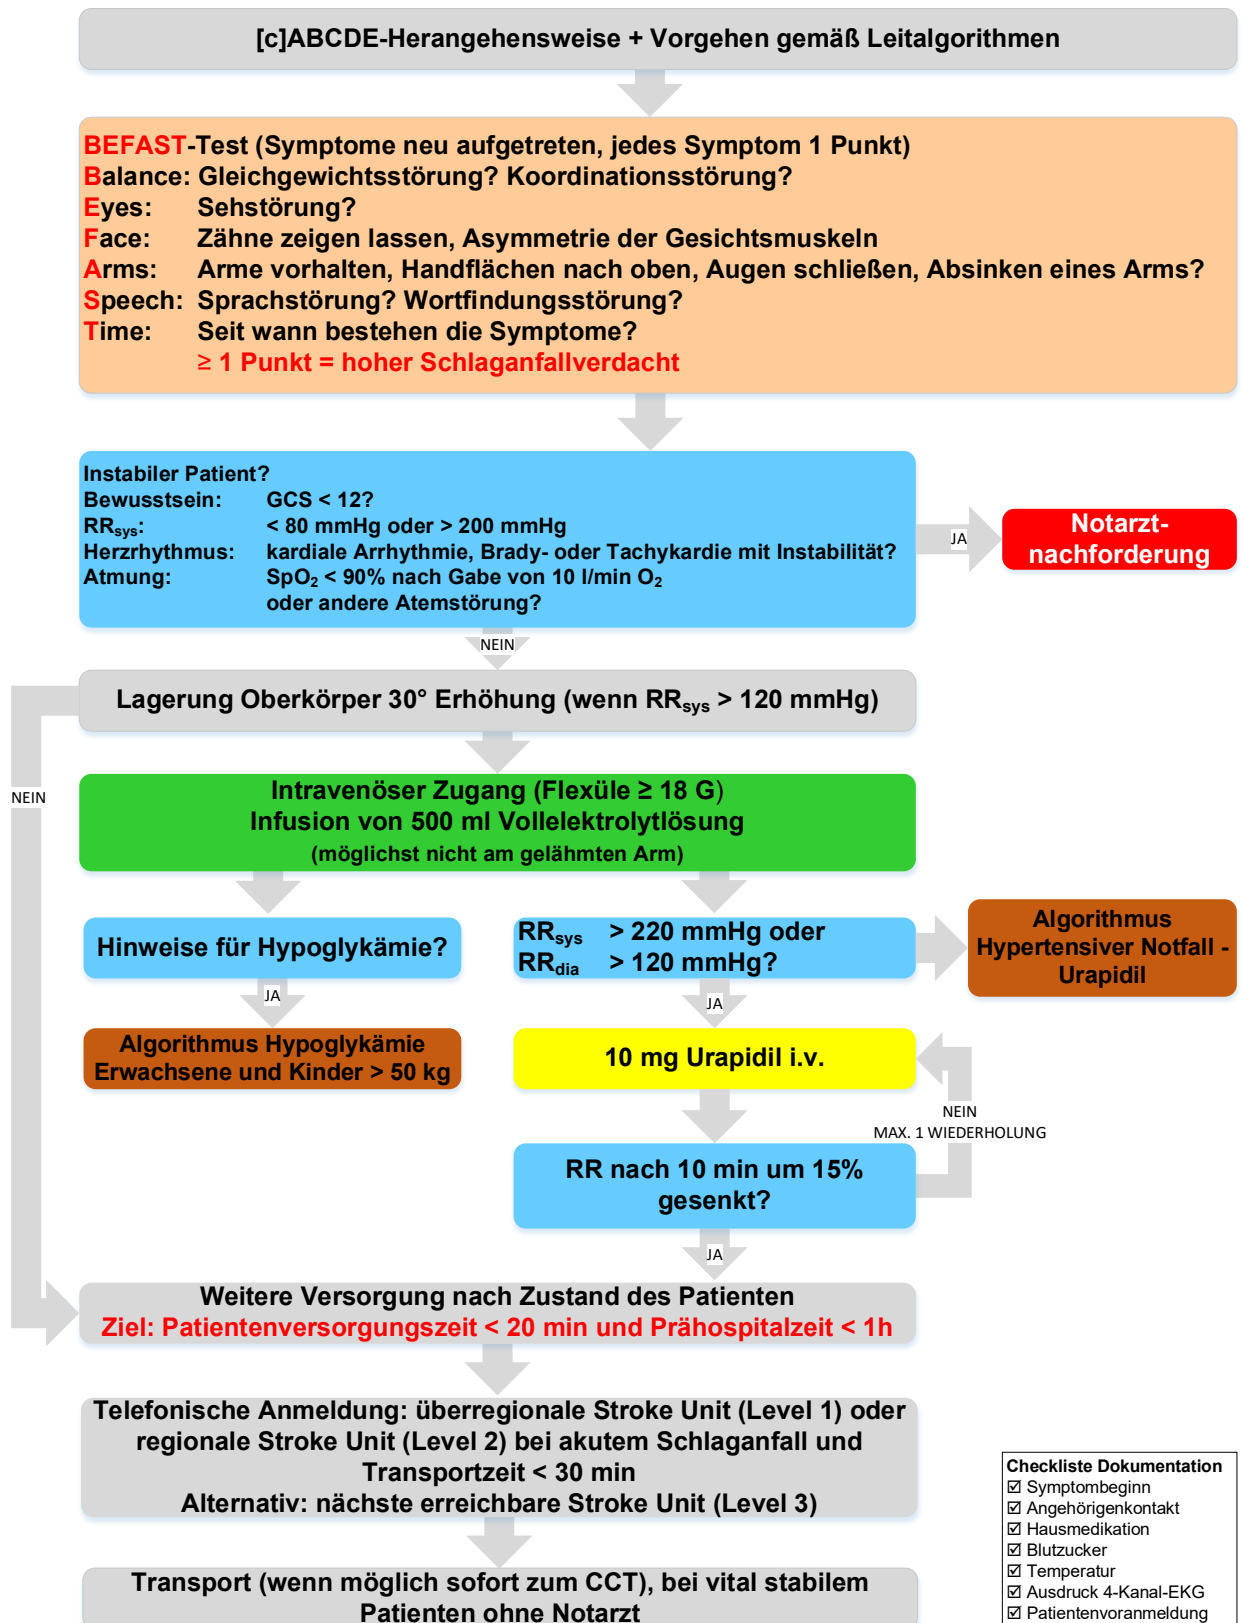 [c]ABCDE-Herangehensweise + Vorgehen gemäß Leitalgorithmen
BEFAST-Test (Symptome neu aufgetreten, jedes Symptom 1 Punkt)
Balance: Gleichgewichtsstörung? Koordinationsstörung?
Eyes: Sehstörung?
Face: Zähne zeigen lassen, Asymmetrie der Gesichtsmuskeln
Arms: Arme vorhalten, Handflächen nach oben, Augen schließen, Absinken eines Arms?
Speech: Sprachstörung? Wortfindungsstörung?
Time: Seit wann bestehen die Symptome?
≥ 1 Punkt = hoher Schlaganfallverdacht
Instabiler Patient?
Bewusstsein: GCS < 12?
RRsys: < 80 mmHg oder > 200 mmHg
Herzrhythmus: kardiale Arrhythmie, Brady- oder Tachykardie mit Instabilität?
Atmung: SpO2 < 90% nach Gabe von 10 l/min O2
oder andere Atemstörung?
JA
Notarzt-
nachforderung
NEIN
Lagerung Oberkörper 30° Erhöhung (wenn RRsys > 120 mmHg)
NEIN
Intravenöser Zugang (Flexüle ≥ 18 G)
Infusion von 500 ml Vollelektrolytlösung
(möglichst nicht am gelähmten Arm)
Hinweise für Hypoglykämie?
RRsys > 220 mmHg oder
RRdia > 120 mmHg?
Algorithmus
Hypertensiver Notfall -
Urapidil
JA
JA
Algorithmus Hypoglykämie
Erwachsene und Kinder > 50 kg
10 mg Urapidil i.v.
NEIN
MAX. 1 WIEDERHOLUNG
RR nach 10 min um 15%
gesenkt?
JA
Weitere Versorgung nach Zustand des Patienten
Ziel: Patientenversorgungszeit < 20 min und Prähospitalzeit < 1h
Telefonische Anmeldung: überregionale Stroke Unit (Level 1) oder
regionale Stroke Unit (Level 2) bei akutem Schlaganfall und
Transportzeit < 30 min
Alternativ: nächste erreichbare Stroke Unit (Level 3)
Transport (wenn möglich sofort zum CCT), bei vital stabilem
Patienten ohne Notarzt
Checkliste Dokumentation
☑ Symptombeginn
☑ Angehörigenkontakt
☑ Hausmedikation
☑ Blutzucker
☑ Temperatur
☑ Ausdruck 4-Kanal-EKG
☑ Patientenvoranmeldung